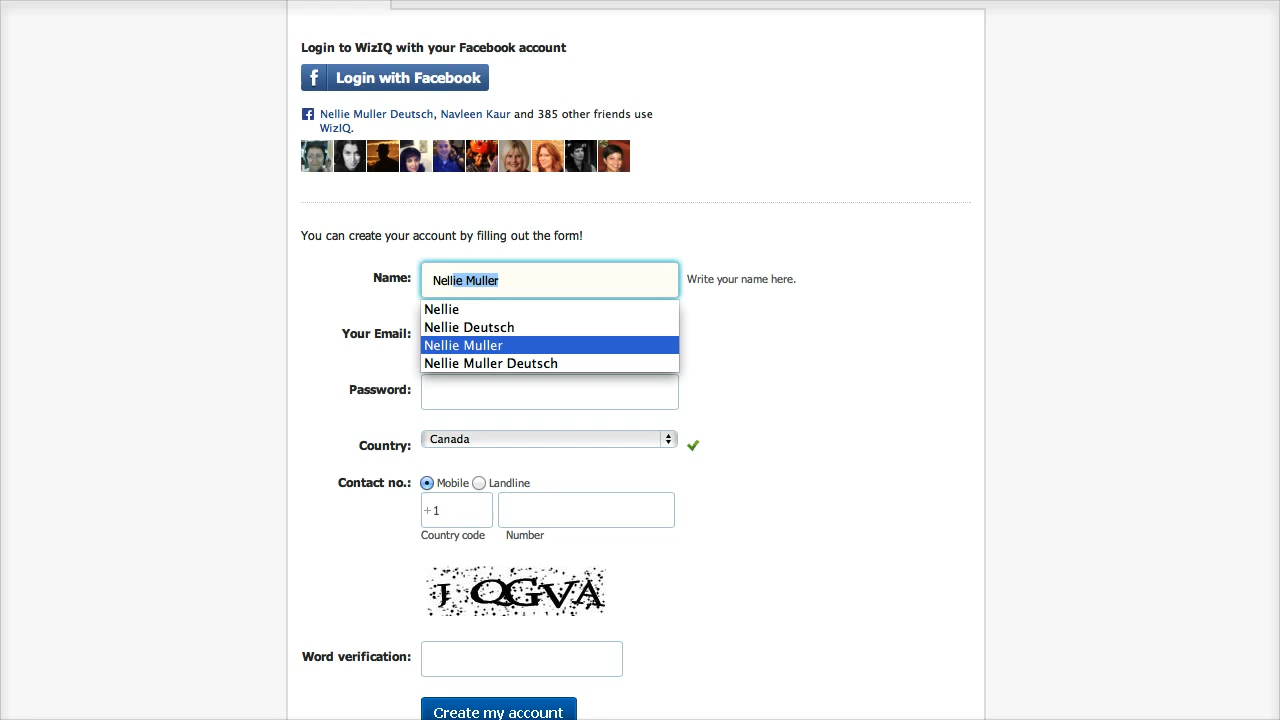 Login to WizIQ with your Facebook account
f Login with Facebook
f Nellie Muller Deutsch, Navleen Kaur and 385 other friends use
WizIQ.
You can create your account by filling out the form!
Name: Nellie Muller Write your name here.
Nellie
Your Email: Nellie Deutsch
Nellie Muller
Nellie Muller Deutsch
Password:
Country: Canada
Contact no.: Mobile Landline
+1
Country code Number
J QGVA
Word verification:
Create my account